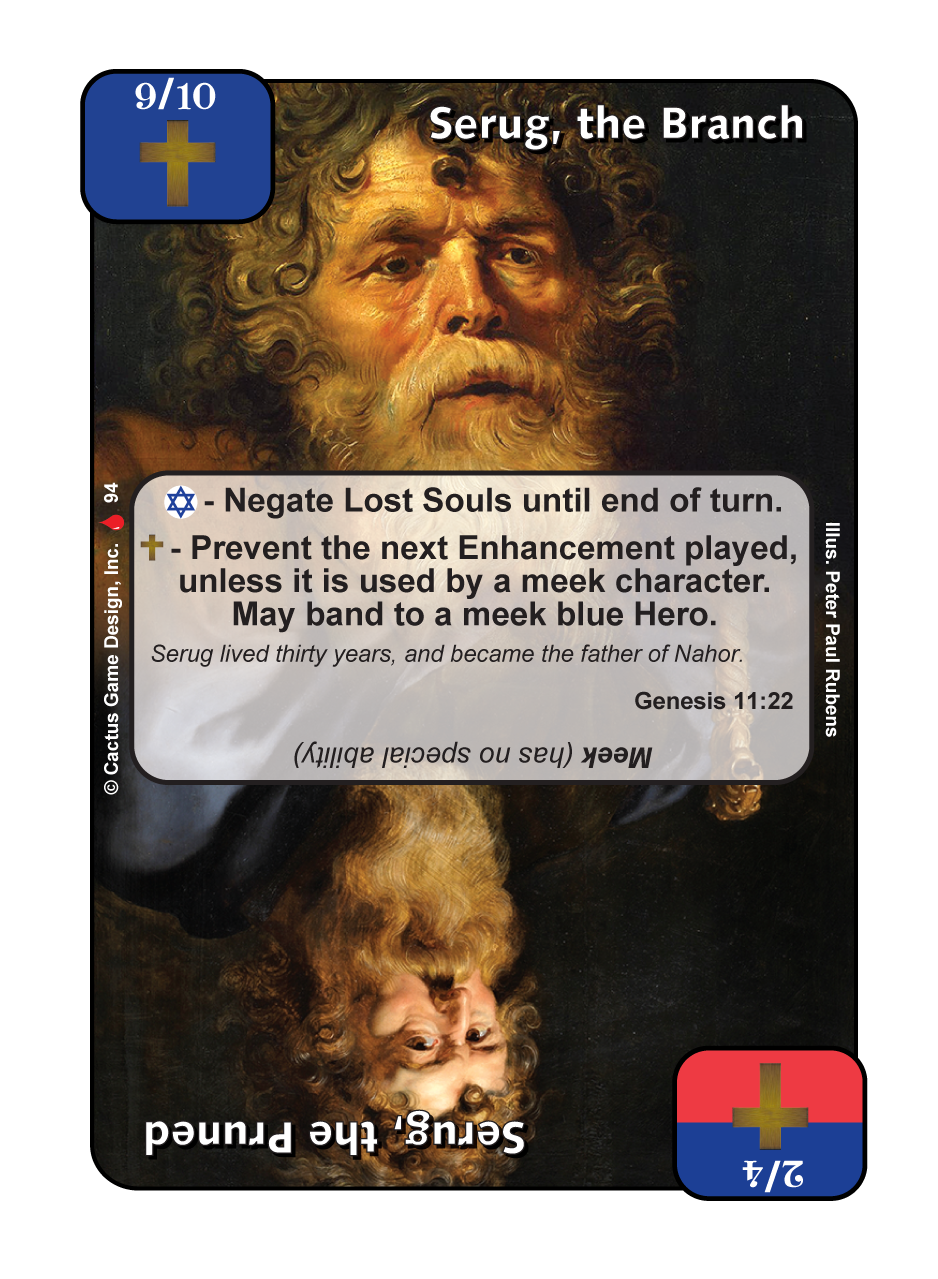 9/10
Serug, the Branch
- Negate Lost Souls until end of turn.
- Prevent the next Enhancement played,
unless it is used by a meek character.
May band to a meek blue Hero.
Serug lived thirty years, and became the father of Nahor.
Genesis 11:22
Meek (has no special ability)
© Cactus Game Design, Inc. 94
Illus. Peter Paul Rubens
Serug, the Pruned
2/4